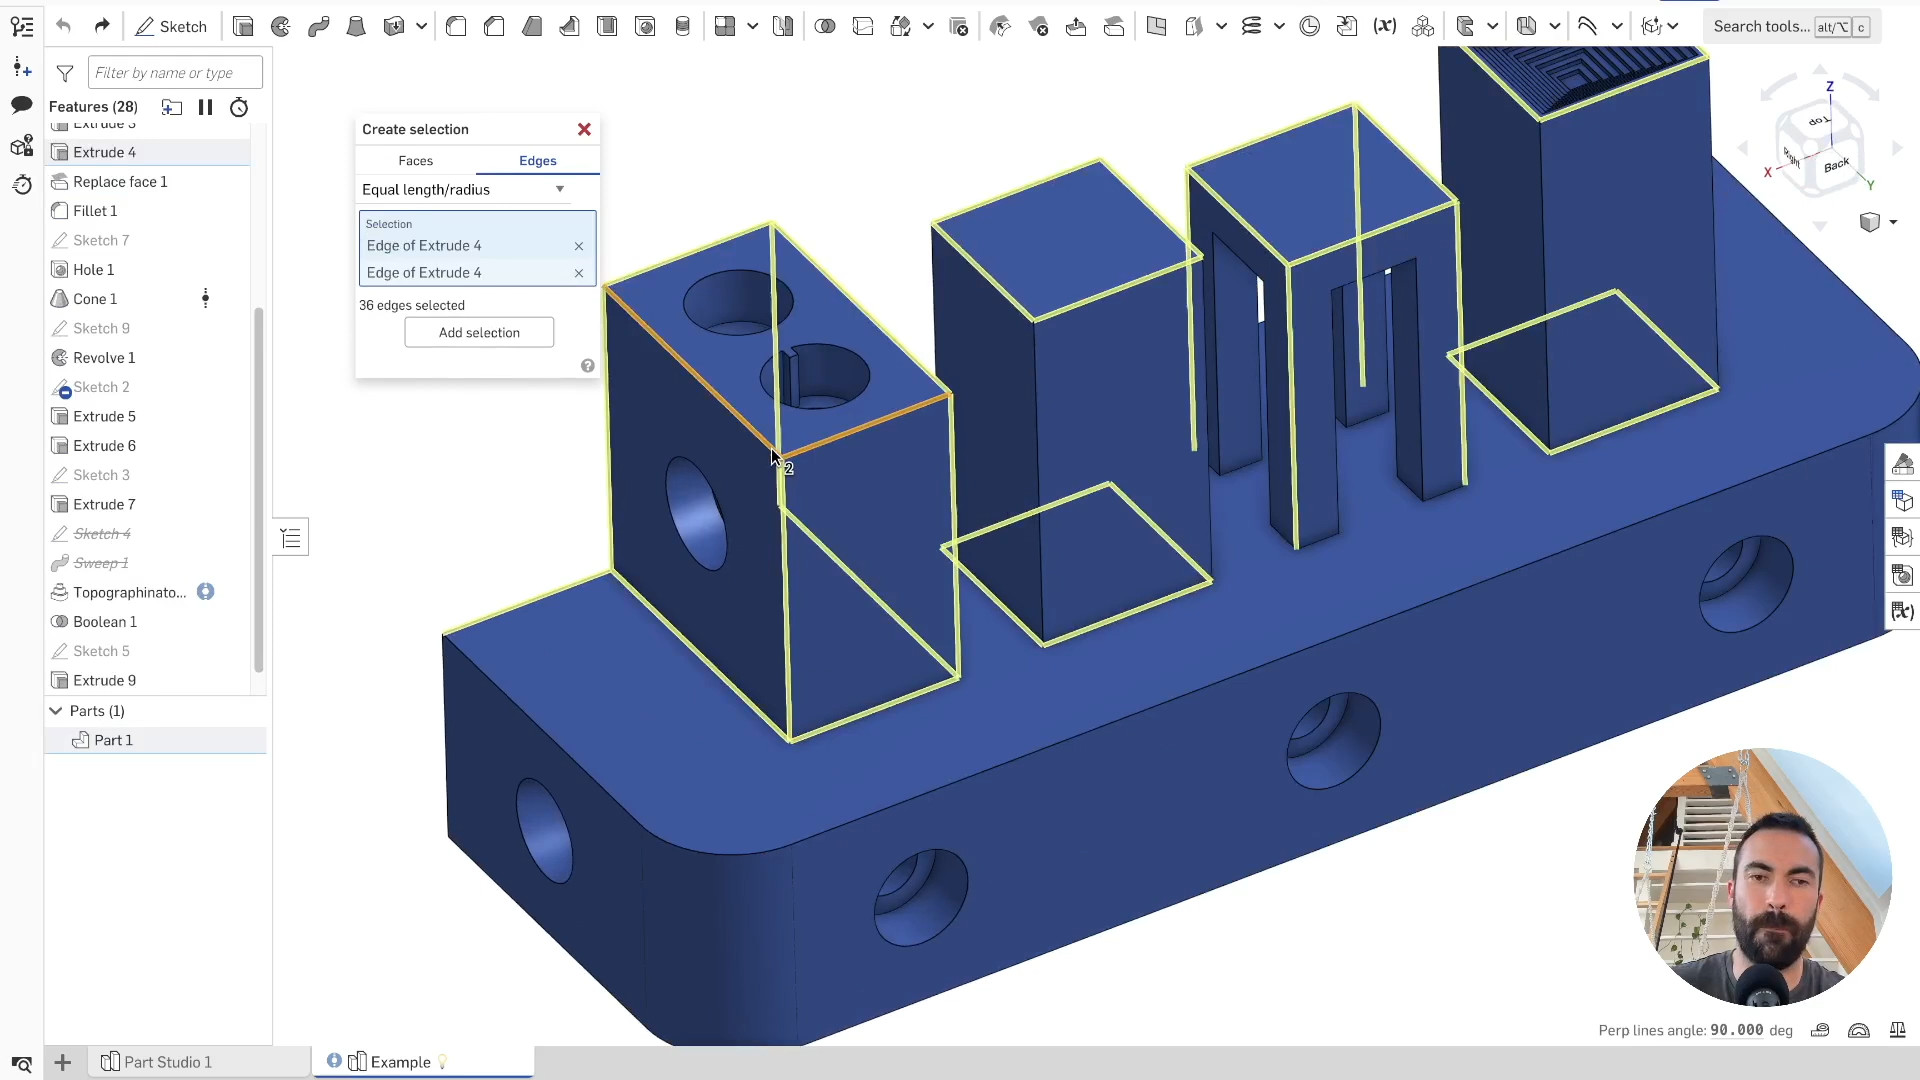 Sketch
Search tools... alt/⌥ c
Filter by name or type
Features (28)
Extrude 3
Extrude 4
Replace face 1
Fillet 1
Sketch 7
Hole 1
Cone 1
Sketch 9
Revolve 1
Sketch 2
Extrude 5
Extrude 6
Sketch 3
Extrude 7
Sketch 4
Sweep 1
Topographinato...
Boolean 1
Sketch 5
Extrude 9
Parts (1)
Part 1
Create selection
Faces
Edges
Equal length/radius
Selection
Edge of Extrude 4
Edge of Extrude 4
36 edges selected
Add selection
2
Z
Top
Right
Back
X
Y
Perp lines angle: 90.000 deg
Part Studio 1
Example